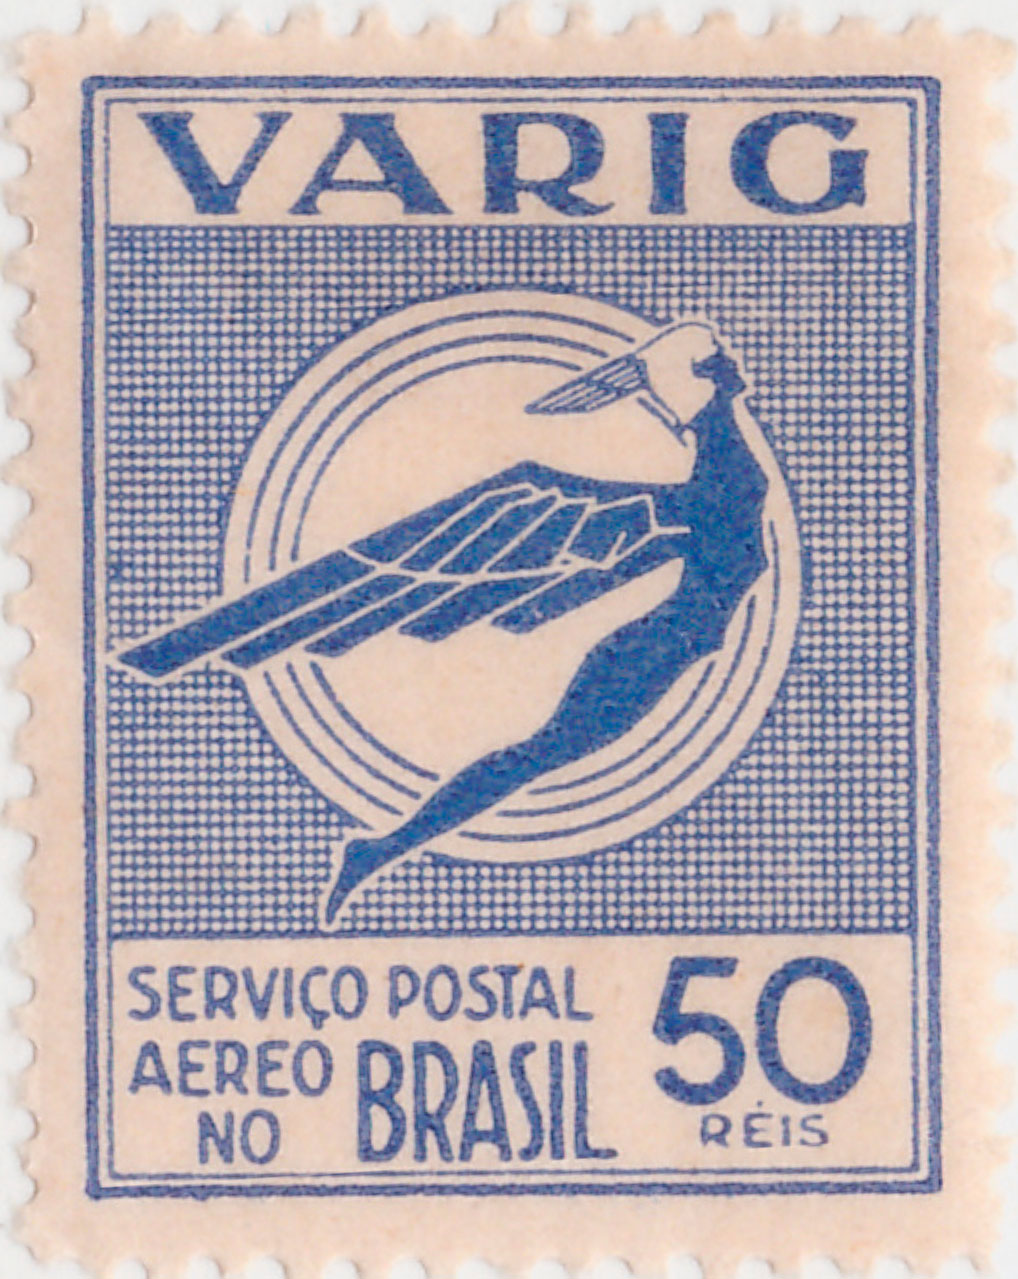 VARIG
SERVIÇO POSTAL
AEREO
NO BRASIL
50
RÉIS